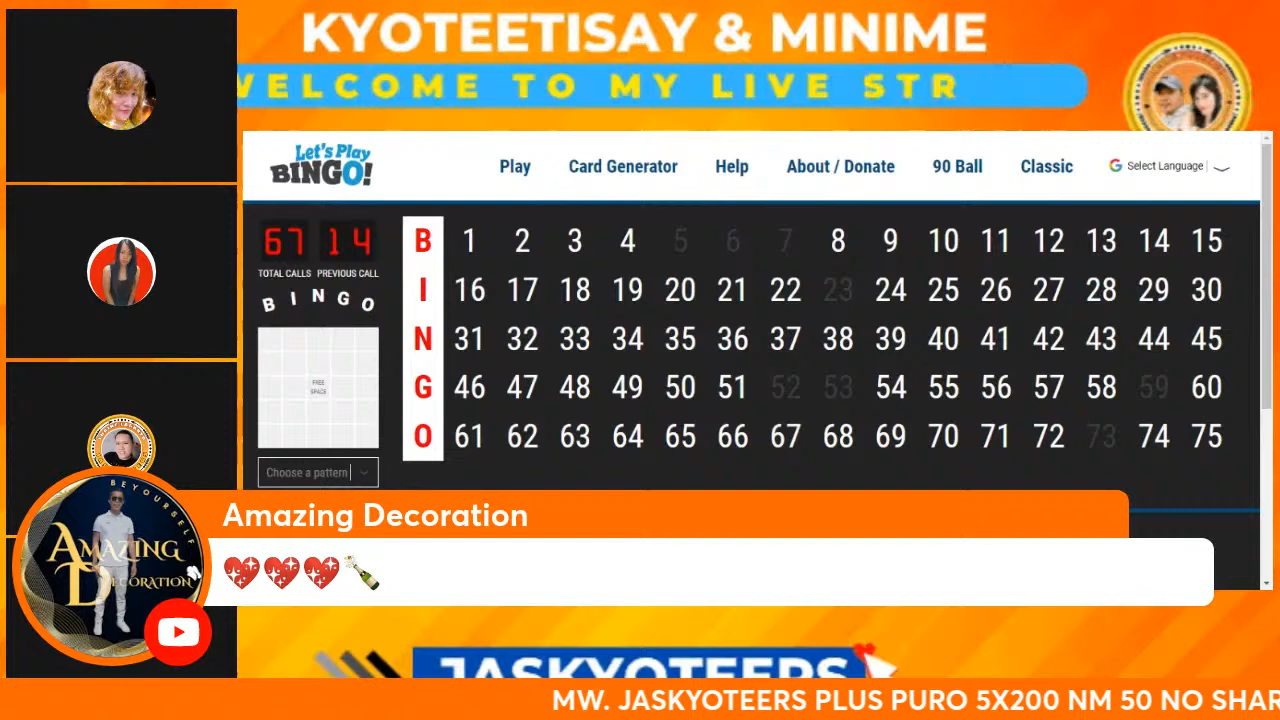 KYOTEETISAY & MINIME
WELCOME TO MY LIVE STR
Let's Play
BINGO!
Play Card Generator Help About / Donate 90 Ball Classic Select Language
67 14
TOTAL CALLS PREVIOUS CALL
B I N G O
FREE
SPACE
Choose a pattern
B 1 2 3 4 5 6 7 8 9 10 11 12 13 14 15
I 16 17 18 19 20 21 22 23 24 25 26 27 28 29 30
N 31 32 33 34 35 36 37 38 39 40 41 42 43 44 45
G 46 47 48 49 50 51 52 53 54 55 56 57 58 59 60
O 61 62 63 64 65 66 67 68 69 70 71 72 73 74 75
BEYOURSELF
AMAZING
DECORATION
Amazing Decoration
JASKYOTEERS
MW. JASKYOTEERS PLUS PURO 5X200 NM 50 NO SHAR